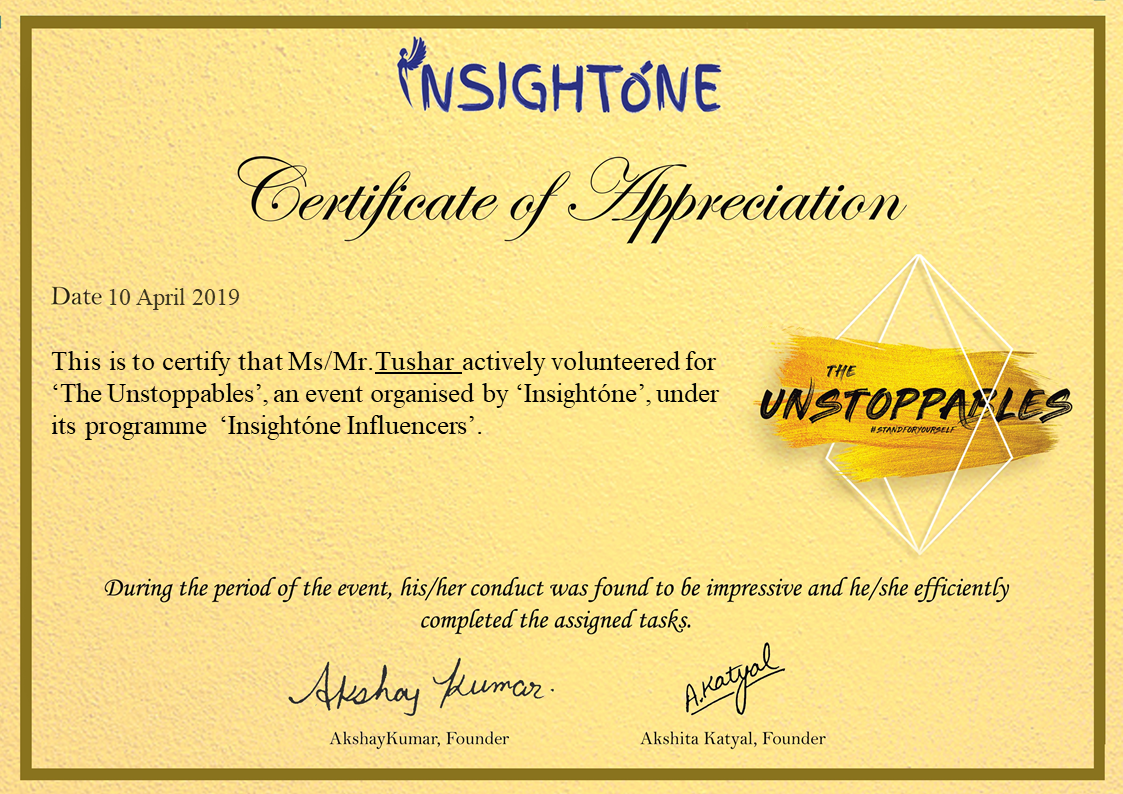 INSIGHTÓNE
Certificate of Appreciation
Date 10 April 2019
This is to certify that Ms/Mr. Tushar actively volunteered for
‘The Unstoppables’, an event organised by ‘Insightóne’, under
its programme ‘Insightóne Influencers’.
THE
UNSTOPPABLES
#STANDFORYOURSELF
During the period of the event, his/her conduct was found to be impressive and he/she efficiently
completed the assigned tasks.
Akshay Kumar.
A.Katyal
AkshayKumar, Founder
Akshita Katyal, Founder